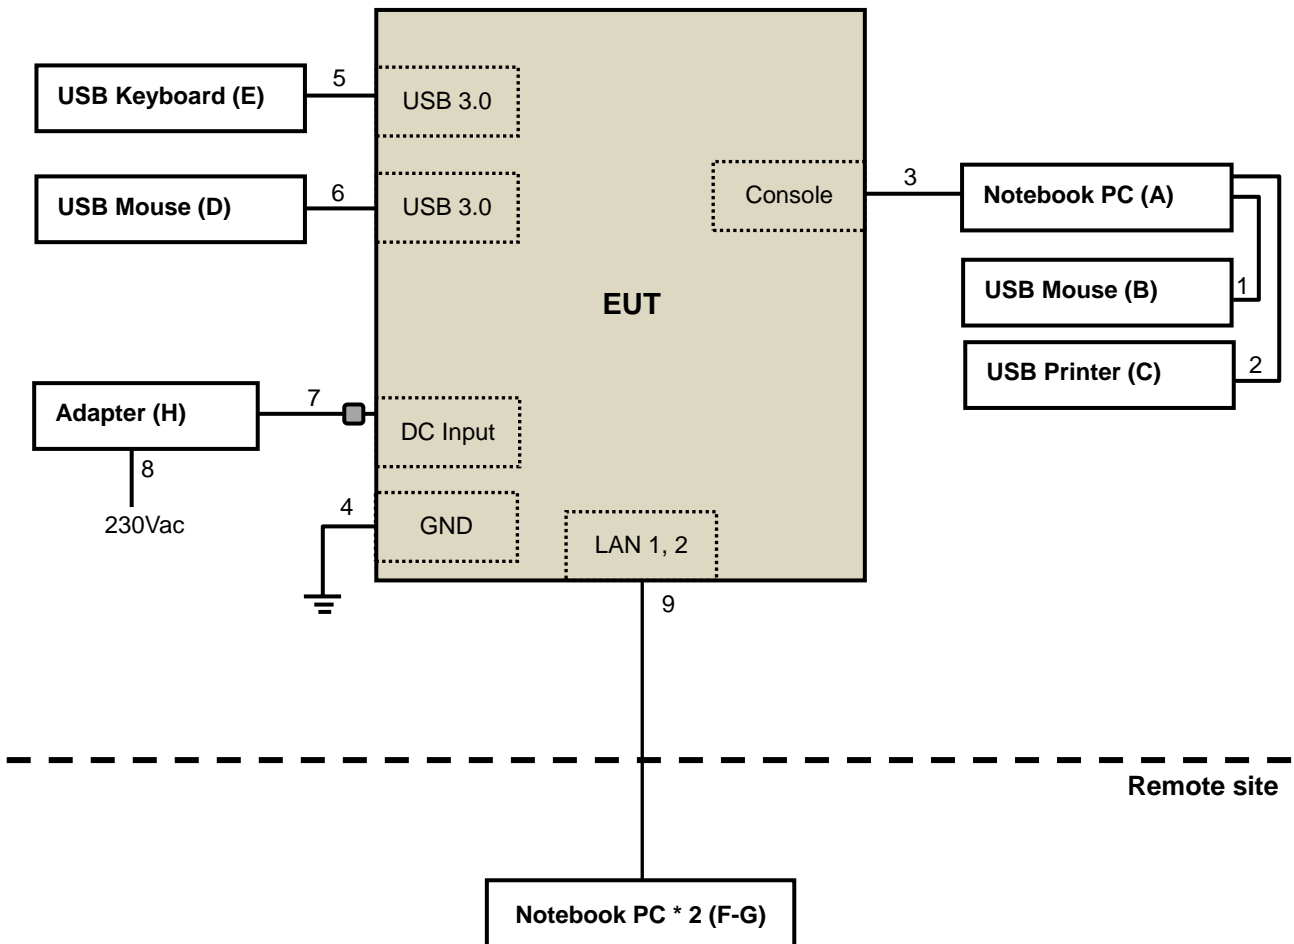 5
USB Keyboard (E)
USB 3.0
3
Console
Notebook PC (A)
6
USB Mouse (D)
USB 3.0
EUT
USB Mouse (B)
1
USB Printer (C)
2
7
Adapter (H)
DC Input
8
230Vac
4
GND
LAN 1, 2
9
Remote site
Notebook PC * 2 (F-G)